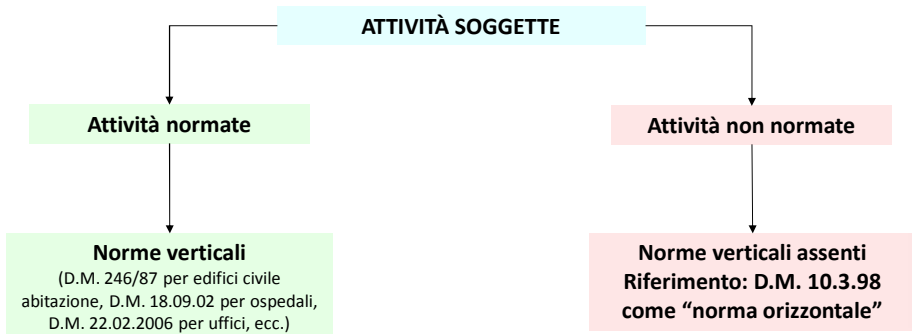 ATTIVITÀ SOGGETTE
Attività normate
Attività non normate
Norme verticali
(D.M. 246/87 per edifici civile
abitazione, D.M. 18.09.02 per ospedali,
D.M. 22.02.2006 per uffici, ecc.)
Norme verticali assenti
Riferimento: D.M. 10.3.98
come “norma orizzontale”